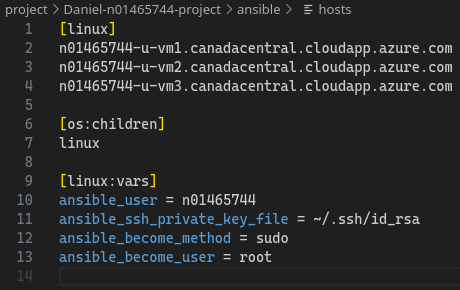 project > Daniel-n01465744-project > ansible > hosts
1 [linux]
2 n01465744-u-vm1.canadacentral.cloudapp.azure.com
3 n01465744-u-vm2.canadacentral.cloudapp.azure.com
4 n01465744-u-vm3.canadacentral.cloudapp.azure.com
5
6 [os:children]
7 linux
8
9 [linux:vars]
10 ansible_user = n01465744
11 ansible_ssh_private_key_file = ~/.ssh/id_rsa
12 ansible_become_method = sudo
13 ansible_become_user = root
14